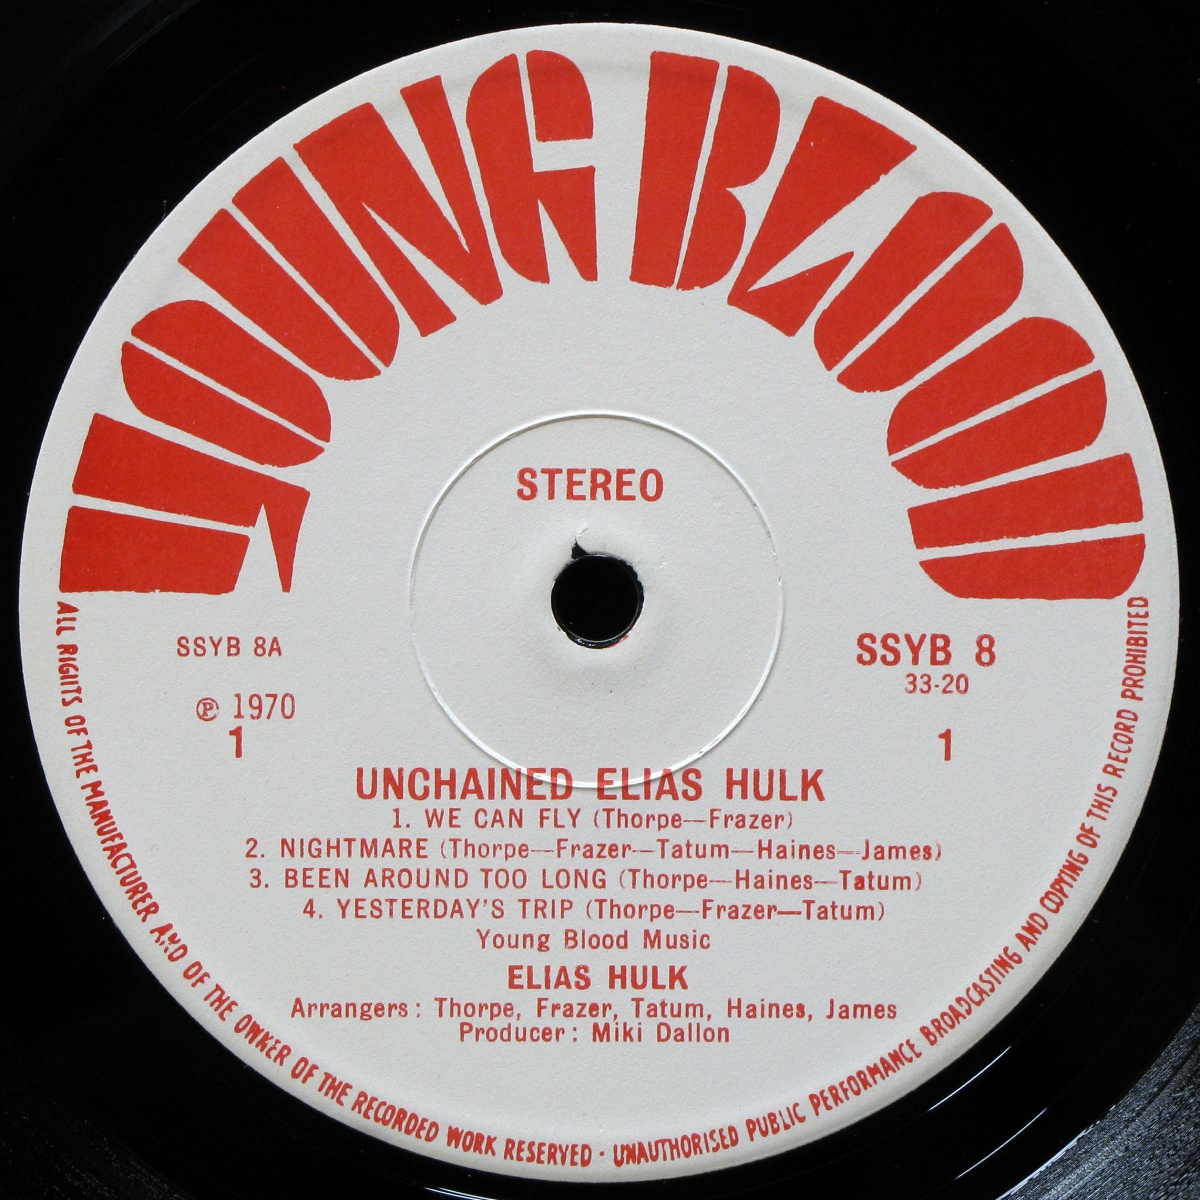 YOUNG BLOOD
STEREO
SSYB 8A
SSYB 8
33-20
℗ 1970
1
1
UNCHAINED ELIAS HULK
1. WE CAN FLY (Thorpe—Frazer)
2. NIGHTMARE (Thorpe—Frazer—Tatum—Haines—James)
3. BEEN AROUND TOO LONG (Thorpe—Haines—Tatum)
4. YESTERDAY'S TRIP (Thorpe—Frazer—Tatum)
Young Blood Music
ELIAS HULK
Arrangers : Thorpe, Frazer, Tatum, Haines, James
Producer : Miki Dallon
ALL RIGHTS OF THE MANUFACTURER AND OF THE OWKER OF THE RECORDED WORK RESERVED · UNAUTHORISED PUBLIC PERFORMANCE BROADCASTING AND COPYING OF THIS RECORD PROHIBITED